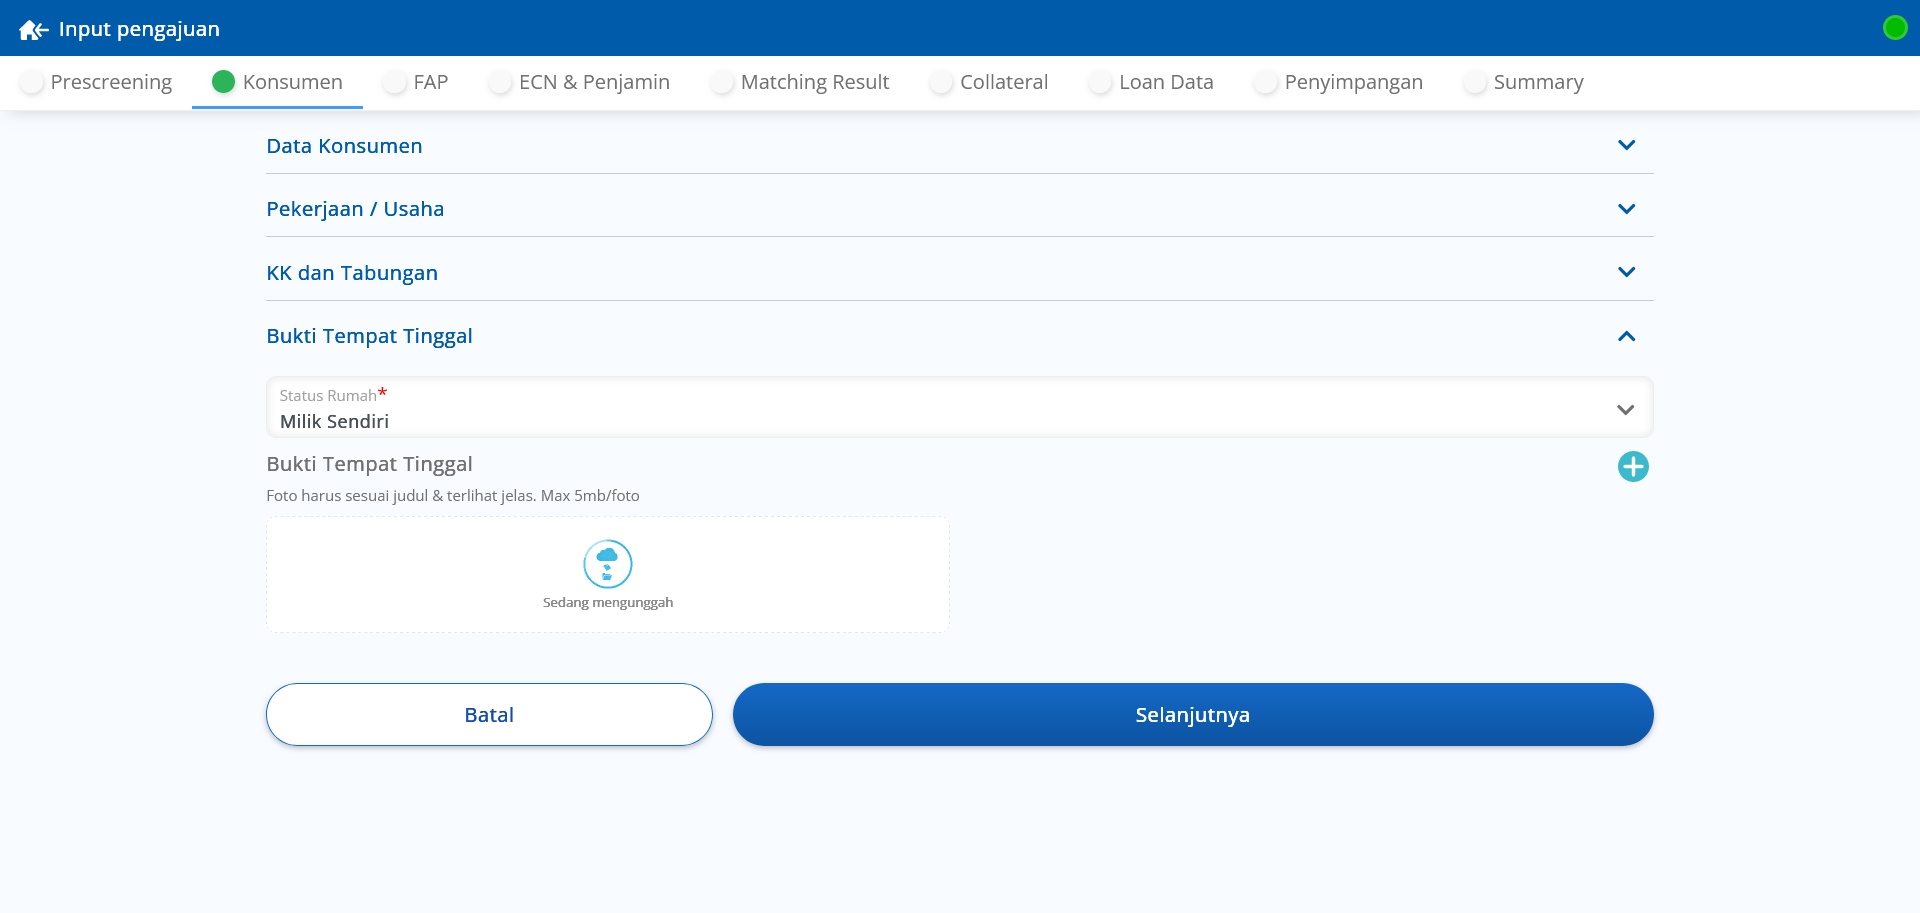 Input pengajuan
Prescreening Konsumen FAP ECN & Penjamin Matching Result Collateral Loan Data Penyimpangan Summary
Data Konsumen
Pekerjaan / Usaha
KK dan Tabungan
Bukti Tempat Tinggal
Status Rumah*
Milik Sendiri
Bukti Tempat Tinggal
Foto harus sesuai judul & terlihat jelas. Max 5mb/foto
Sedang mengunggah
Batal Selanjutnya